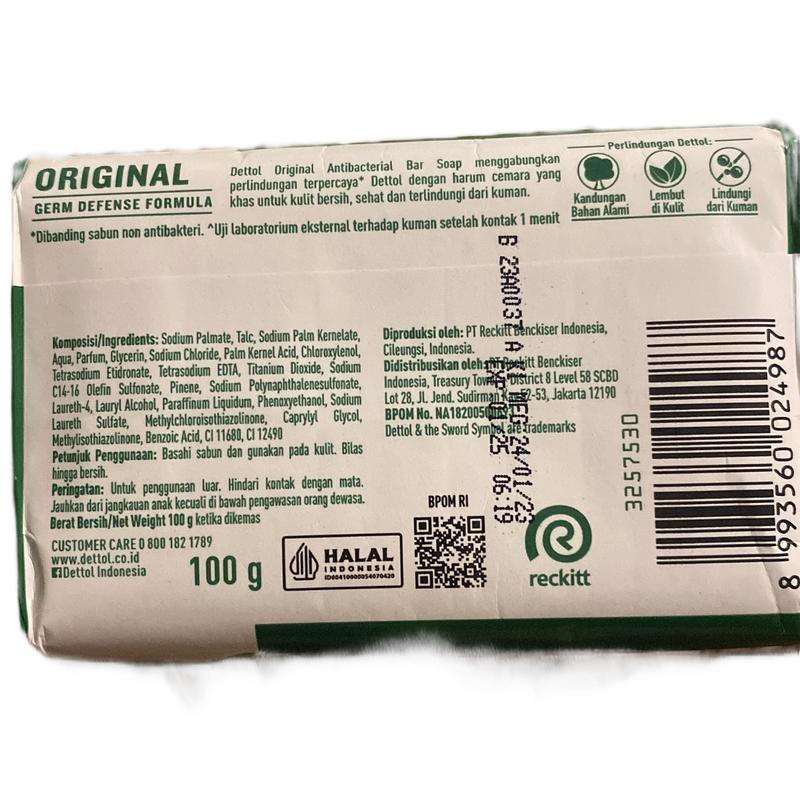 ORIGINAL
GERM DEFENSE FORMULA
Dettol Original Antibacterial Bar Soap menggabungkan
perlindungan terpercaya* Dettol dengan harum cemara yang
khas untuk kulit bersih, sehat dan terlindungi dari kuman.
Perlindungan Dettol:
Kandungan
Bahan Alami
Lembut
di Kulit
Lindungi
dari Kuman
*Dibanding sabun non antibakteri. ^Uji laboratorium eksternal terhadap kuman setelah kontak 1 menit
Komposisi/Ingredients: Sodium Palmate, Talc, Sodium Palm Kernelate,
Aqua, Parfum, Glycerin, Sodium Chloride, Palm Kernel Acid, Chloroxylenol,
Tetrasodium Etidronate, Tetrasodium EDTA, Titanium Dioxide, Sodium
C14-16 Olefin Sulfonate, Pinene, Sodium Polynaphthalenesulfonate,
Laureth-4, Lauryl Alcohol, Paraffinum Liquidum, Phenoxyethanol, Sodium
Laureth Sulfate, Methylchloroisothiazolinone, Caprylyl Glycol,
Methylisothiazolinone, Benzoic Acid, CI 11680, CI 12490
Petunjuk Penggunaan: Basahi sabun dan gunakan pada kulit. Bilas
hingga bersih.
Peringatan: Untuk penggunaan luar. Hindari kontak dengan mata.
Jauhkan dari jangkauan anak kecuali di bawah pengawasan orang dewasa.
Berat Bersih/Net Weight 100 g ketika dikemas
CUSTOMER CARE 0 800 182 1789
www.dettol.co.id
Dettol Indonesia
100 g
HALAL
INDONESIA
ID00410000054070420
BPOM RI
Diproduksi oleh: PT Reckitt Benckiser Indonesia,
Cileungsi, Indonesia.
Didistribusikan oleh: Reckitt Benckiser
Indonesia, Treasury District 8 Level 58 SCBD
Lot 28, Jl. Jend. Sudirman Jakarta 12190
BPOM No.
Dettol & the Sword Symbol are trademarks
24/01/23
06:19
reckitt
3257530
8 993560 024987